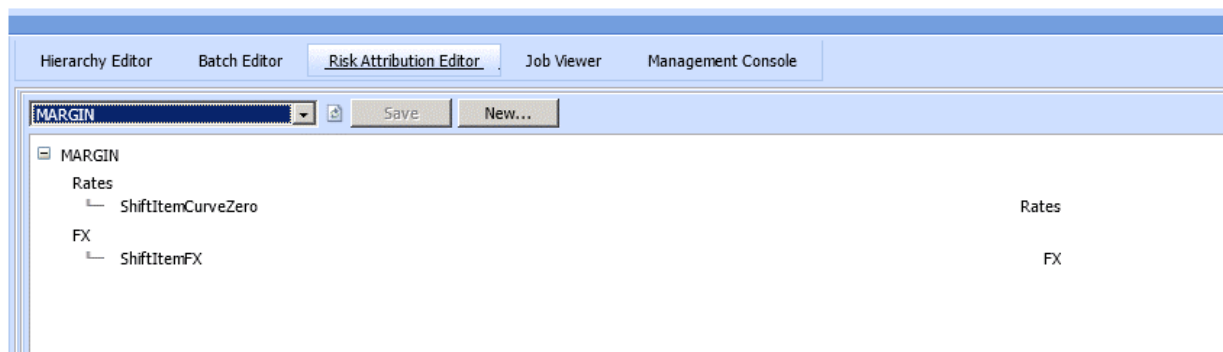 Hierarchy Editor Batch Editor Risk Attribution Editor Job Viewer Management Console
MARGIN Save New...
MARGIN
Rates
ShiftItemCurveZero Rates
FX
ShiftItemFX FX